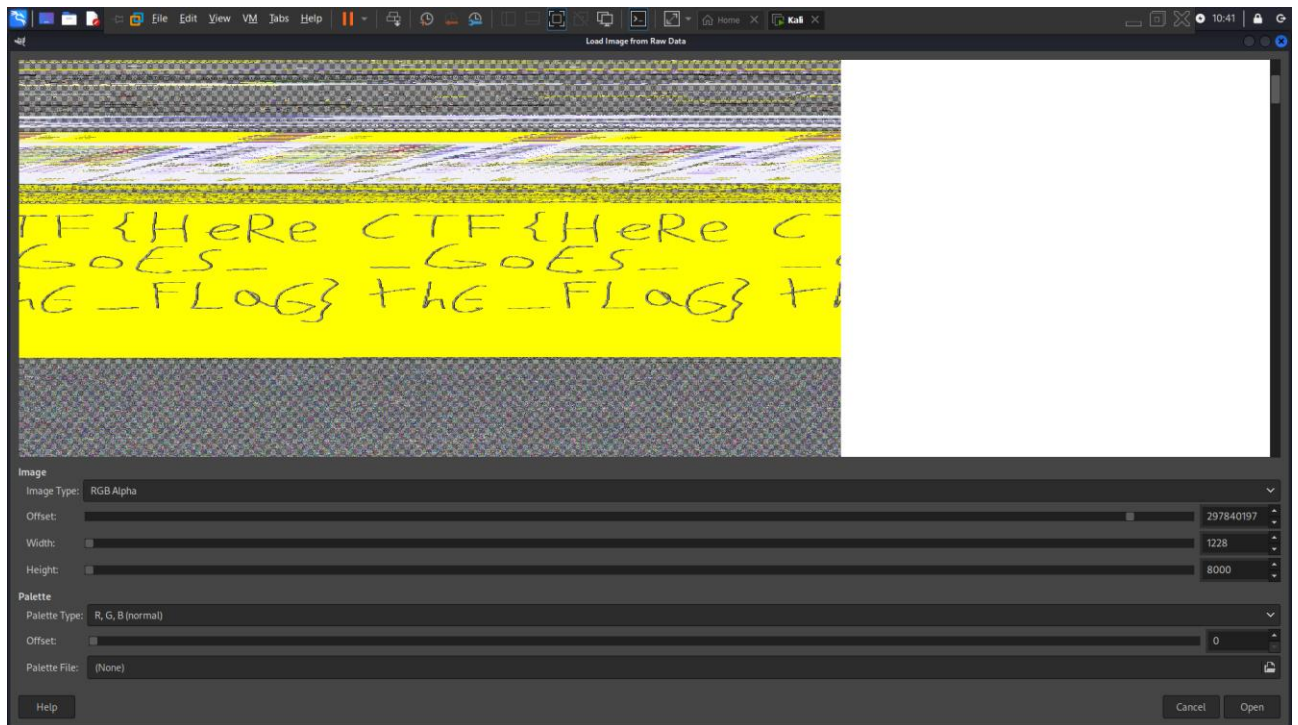 File Edit View VM Tabs Help Home Kali 10:41
Load Image from Raw Data
TF{HeRe CTF{HeRe C
GoES_ _GoES_ _
hE_FLaG} thE_FLaG} th
Image
Image Type: RGB Alpha
Offset: 297840197
Width: 1228
Height: 8000
Palette
Palette Type: R, G, B (normal)
Offset: 0
Palette File: (None)
Help Cancel Open